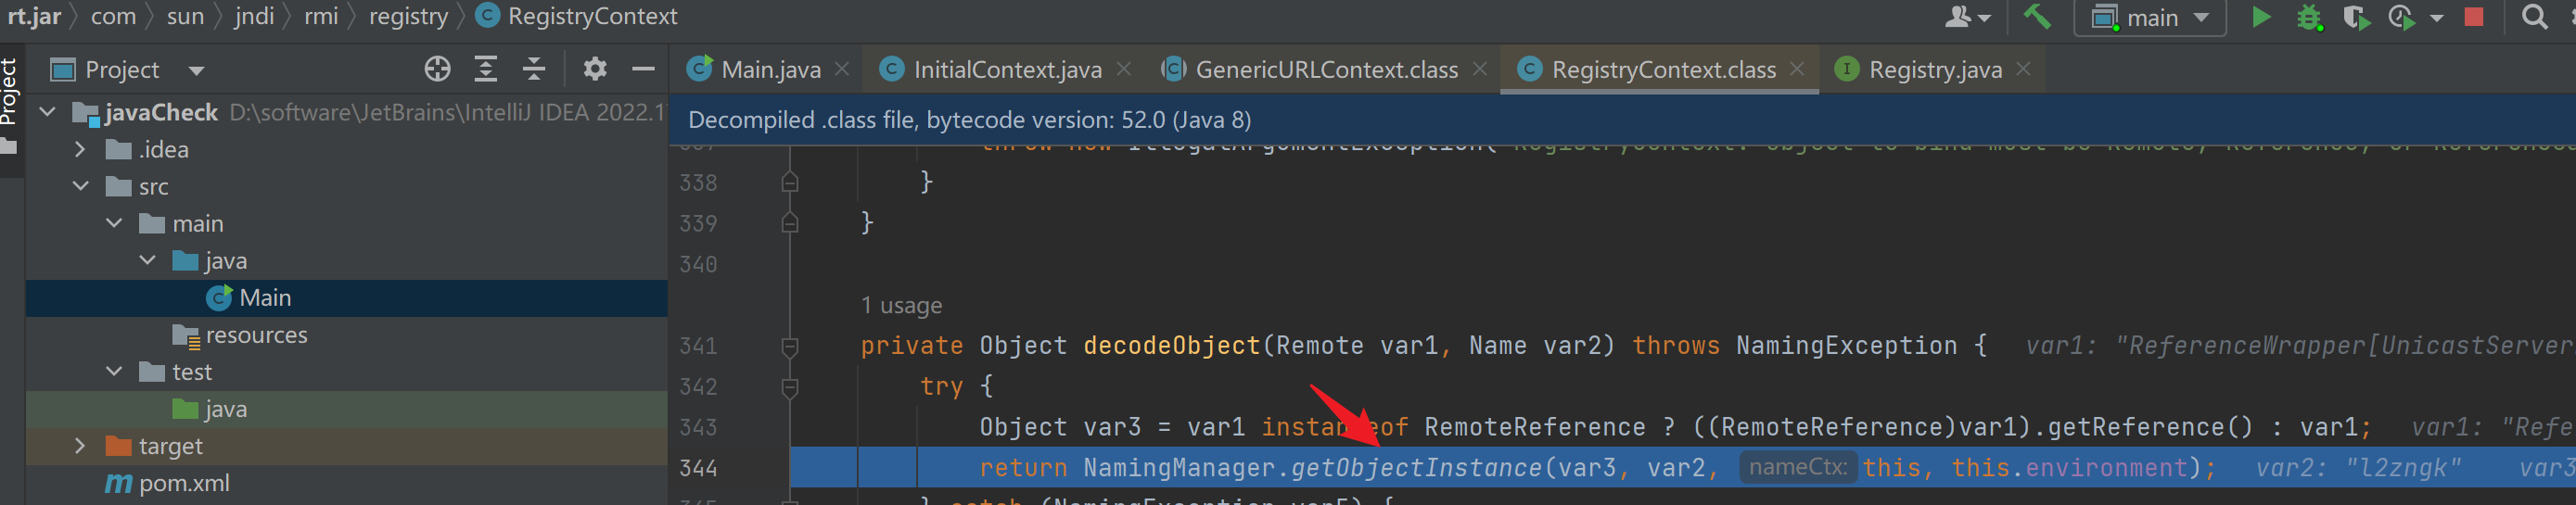 rt.jar com sun jndi rmi registry RegistryContext main
Project
Project
Main.java InitialContext.java GenericURLContext.class RegistryContext.class Registry.java
javaCheck D:\software\JetBrains\IntelliJ IDEA 2022.1
Decompiled .class file, bytecode version: 52.0 (Java 8)
.idea
src
main
java
Main
resources
test
java
target
pom.xml
338 }
339 }
340
1 usage
341 private Object decodeObject(Remote var1, Name var2) throws NamingException { var1: "ReferenceWrapper[UnicastServer
342 try {
343 Object var3 = var1 instanceof RemoteReference ? ((RemoteReference)var1).getReference() : var1; var1: "Refe
344 return NamingManager.getObjectInstance(var3, var2, nameCtx: this, this.environment); var2: "l2zngk" var3